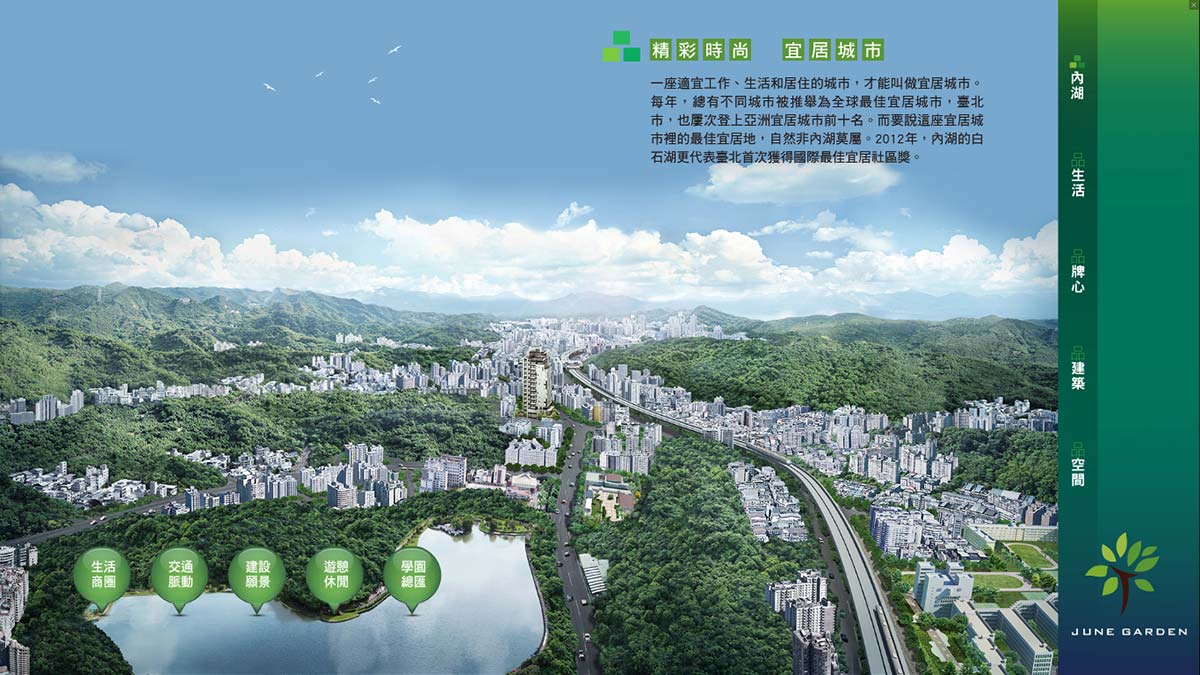 精彩時尚 宜居城市
一座適宜工作、生活和居住的城市，才能叫做宜居城市。
每年，總有不同城市被推舉為全球最佳宜居城市，臺北
市，也屢次登上亞洲宜居城市前十名。而要說這座宜居城
市裡的最佳宜居地，自然非內湖莫屬。2012年，內湖的白
石湖更代表臺北首次獲得國際最佳宜居社區獎。
內湖
品生活
品牌心
品建築
品空間
生活
商圈
交通
脈動
建設
願景
遊憩
休閒
學園
總匯
JUNE GARDEN